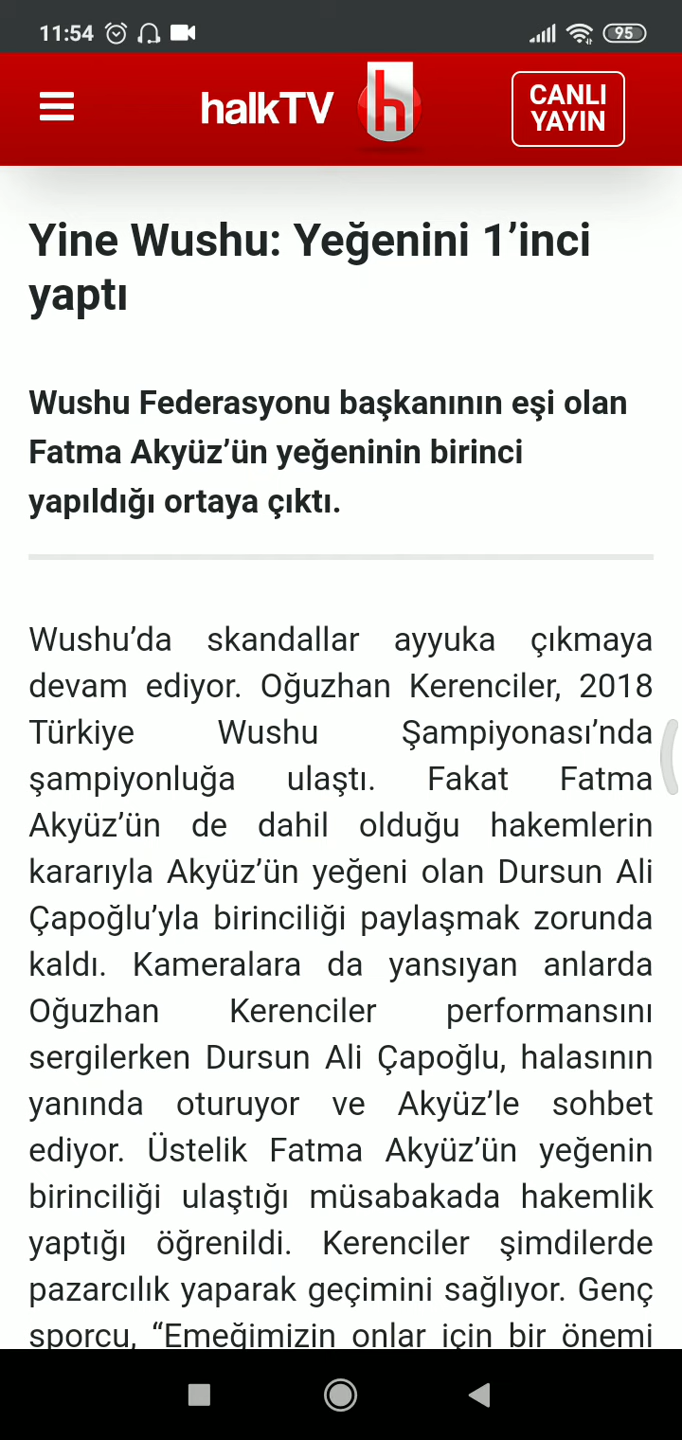 11:54
95
halkTV h
CANLI
YAYIN
Yine Wushu: Yeğenini 1’inci
yaptı
Wushu Federasyonu başkanının eşi olan
Fatma Akyüz’ün yeğeninin birinci
yapıldığı ortaya çıktı.
Wushu’da skandallar ayyuka çıkmaya
devam ediyor. Oğuzhan Kerenciler, 2018
Türkiye Wushu Şampiyonası’nda
şampiyonluğa ulaştı. Fakat Fatma
Akyüz’ün de dahil olduğu hakemlerin
kararıyla Akyüz’ün yeğeni olan Dursun Ali
Çapoğlu’yla birinciliği paylaşmak zorunda
kaldı. Kameralara da yansıyan anlarda
Oğuzhan Kerenciler performansını
sergilerken Dursun Ali Çapoğlu, halasının
yanında oturuyor ve Akyüz’le sohbet
ediyor. Üstelik Fatma Akyüz’ün yeğenin
birinciliği ulaştığı müsabakada hakemlik
yaptığı öğrenildi. Kerenciler şimdilerde
pazarcılık yaparak geçimini sağlıyor. Genç
sporcu, “Emeğimizin onlar için bir önemi